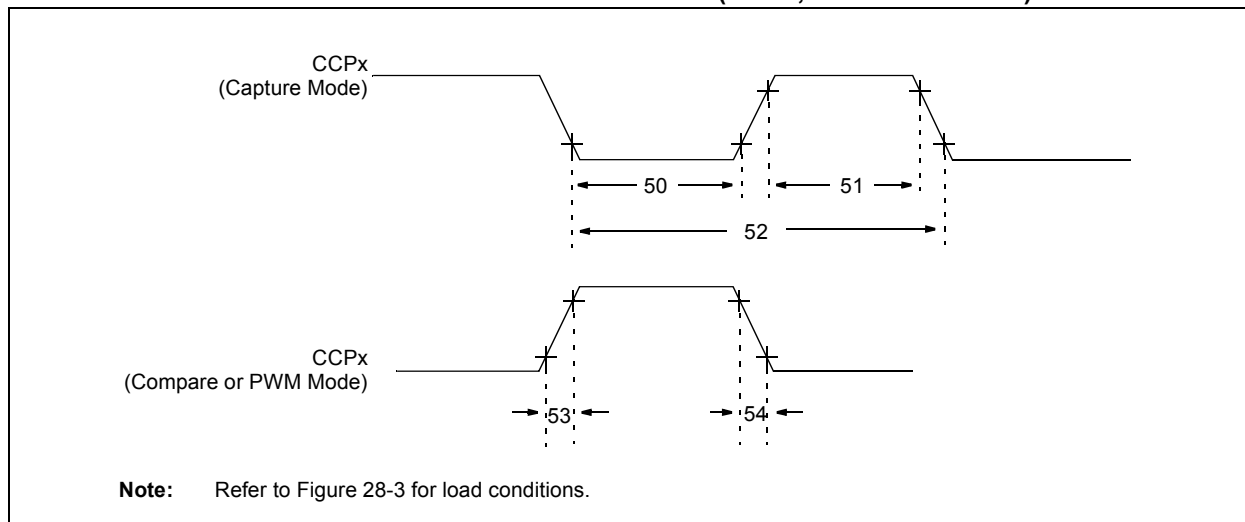 CCPx
(Capture Mode)
50
51
52
CCPx
(Compare or PWM Mode)
53
54
Note: Refer to Figure 28-3 for load conditions.